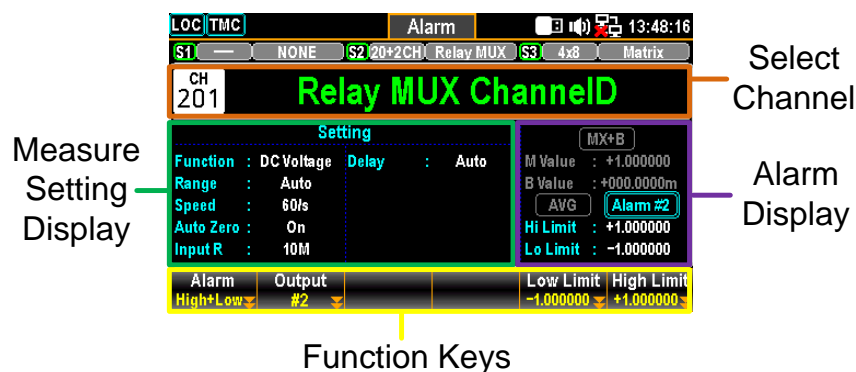 LOC TMC Alarm 13:48:16
S1 — NONE S2 20+2CH Relay MUX S3 4x8 Matrix
CH
201 Relay MUX ChannelD
Select
Channel
Measure
Setting
Display
Setting
Function : DC Voltage Delay : Auto
Range : Auto
Speed : 60/s
Auto Zero : On
Input R : 10M
MX+B
M Value : +1.000000
B Value : +000.0000m
AVG Alarm #2
Hi Limit : +1.000000
Lo Limit : -1.000000
Alarm
Display
Alarm Output Low Limit High Limit
High+Low #2 -1.000000 +1.000000
Function Keys